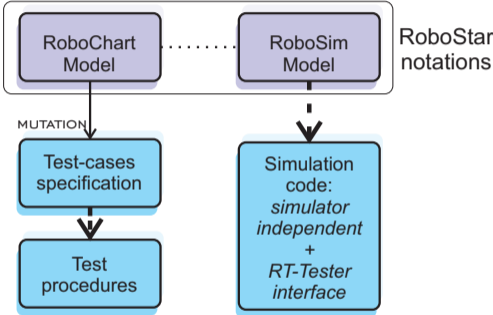 RoboChart
Model
RoboSim
Model
RoboStar
notations
MUTATION
Test-cases
specification
Test
procedures
Simulation
code:
simulator
independent
+
RT-Tester
interface